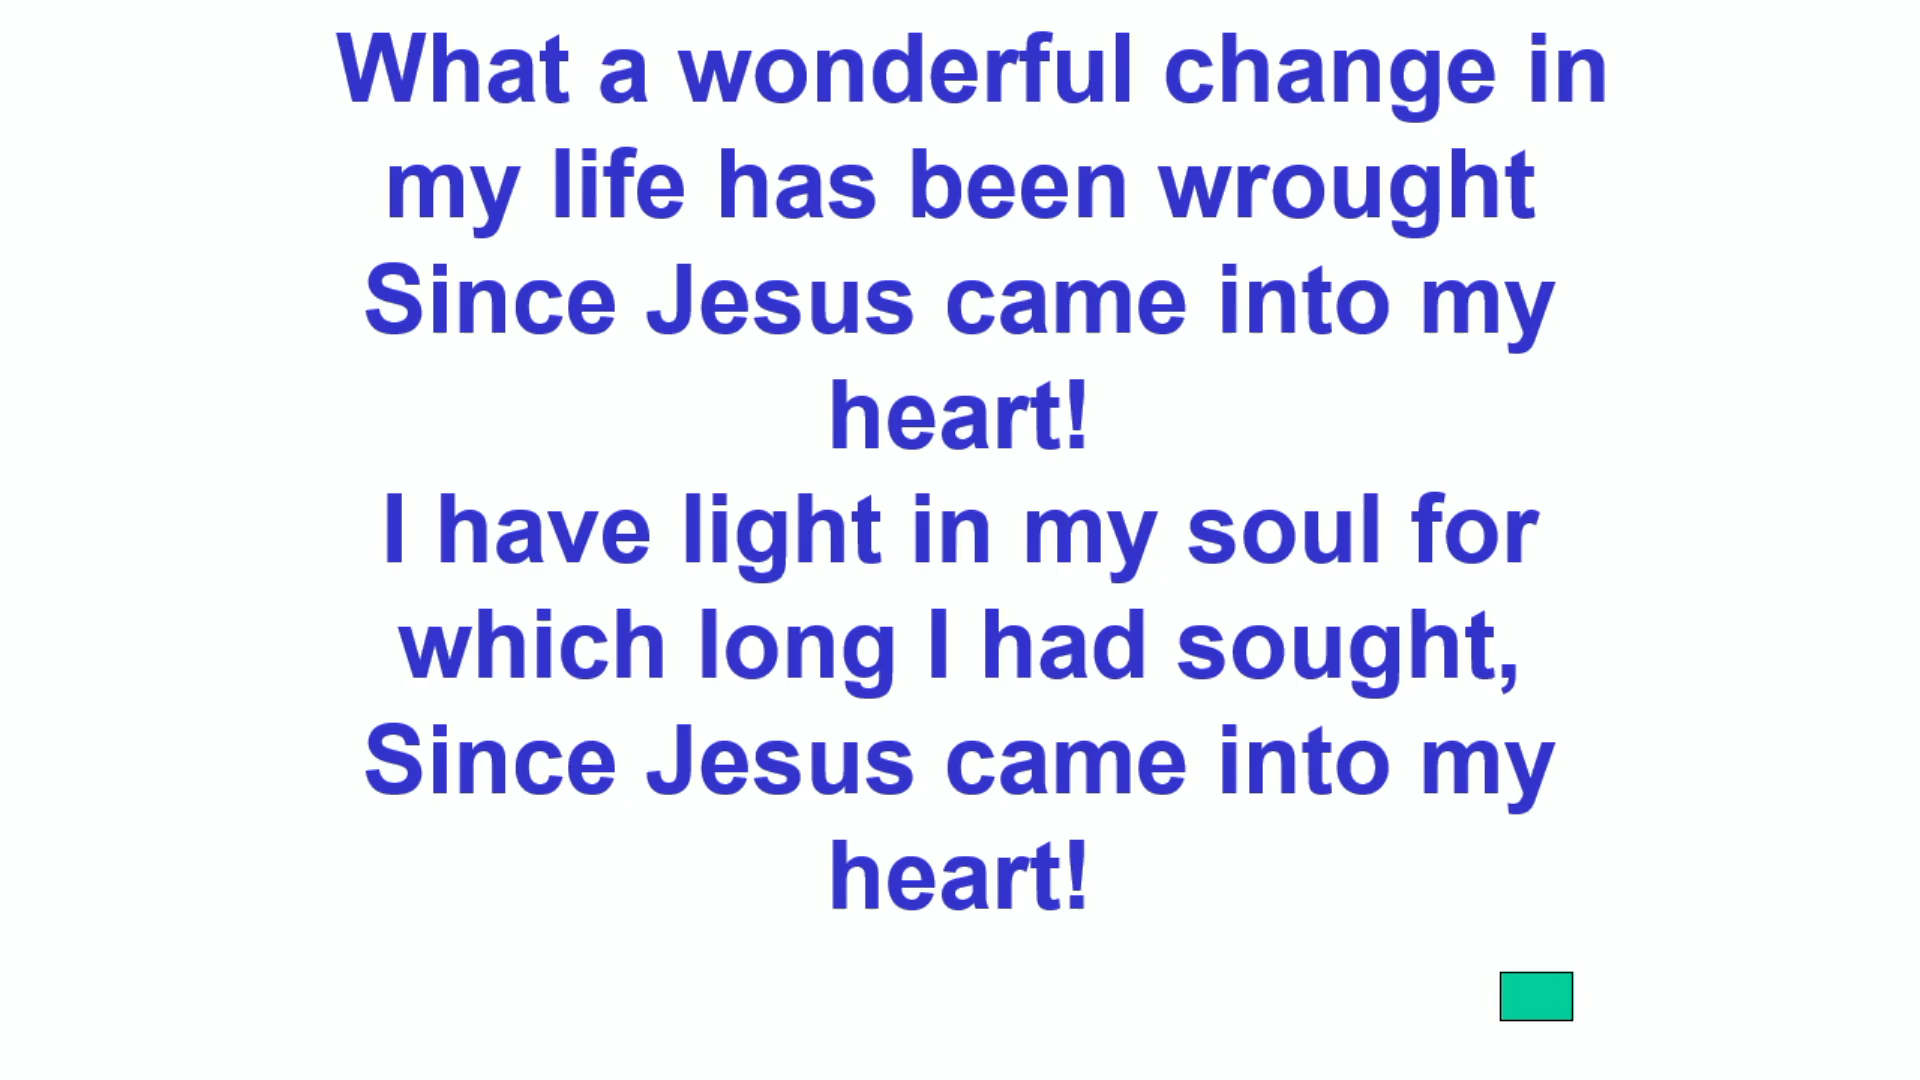 What a wonderful change in
my life has been wrought
Since Jesus came into my
heart!
I have light in my soul for
which long I had sought,
Since Jesus came into my
heart!